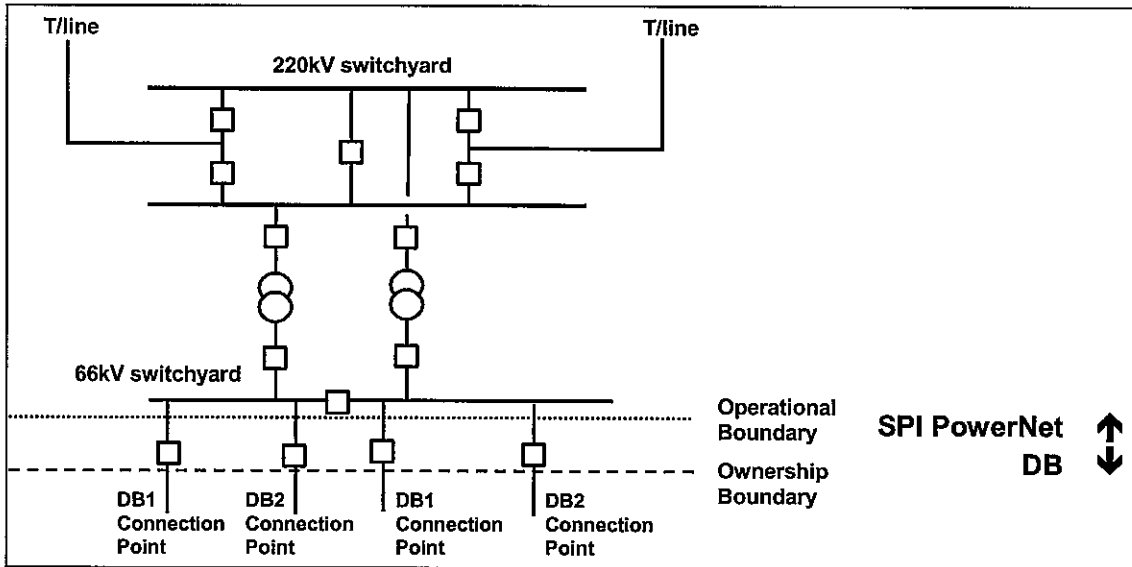 T/line
T/line
220kV switchyard
66kV switchyard
Operational
Boundary
SPI PowerNet
DB
Ownership
Boundary
DB1
Connection
Point
DB2
Connection
Point
DB1
Connection
Point
DB2
Connection
Point